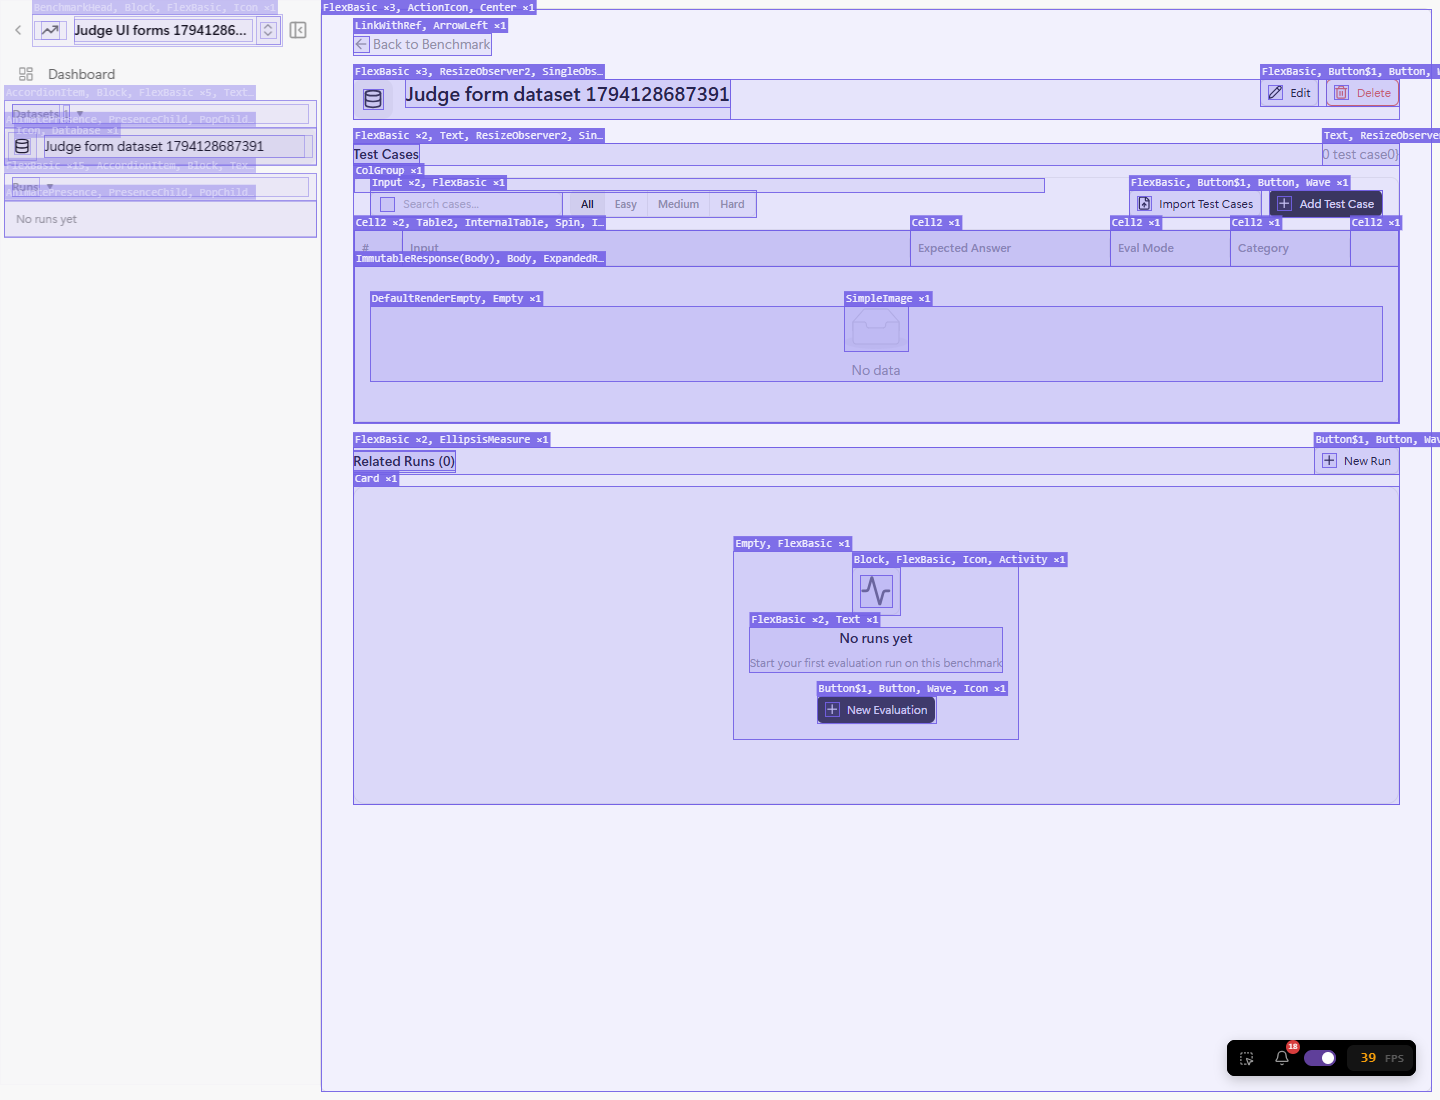 BenchmarkHead, Block, FlexBasic, Icon ×1
Judge UI forms 17941286...
Dashboard
AccordionItem, Block, FlexBasic ×5, Text...
Datasets
AnimatePresence, PresenceChild, PopChild...
Icon, Database ×1
Judge form dataset 1794128687391
FlexBasic ×15, AccordionItem, Block, Tex...
Runs
AnimatePresence, PresenceChild, PopChild...
No runs yet
FlexBasic ×3, ActionIcon, Center ×1
LinkWithRef, ArrowLeft ×1
Back to Benchmark
FlexBasic ×3, ResizeObserver2, SingleObs...
FlexBasic, Button$1, Button, W
Judge form dataset 1794128687391
Edit
Delete
FlexBasic ×2, Text, ResizeObserver2, Sin...
Text, ResizeObserve
Test Cases
0 test case0)
ColGroup ×1
Input ×2, FlexBasic ×1
FlexBasic, Button$1, Button, Wave ×1
Search cases...
All
Easy
Medium
Hard
Import Test Cases
Add Test Case
Cell2 ×2, Table2, InternalTable, Spin, I...
Cell2 ×1
Cell2 ×1
Cell2 ×1
Cell2 ×1
#
Input
Expected Answer
Eval Mode
Category
ImmutableResponse(Body), Body, ExpandedR...
DefaultRenderEmpty, Empty ×1
SimpleImage ×1
No data
FlexBasic ×2, EllipsisMeasure ×1
Button$1, Button, Wav
Related Runs (0)
New Run
Card ×1
Empty, FlexBasic ×1
Block, FlexBasic, Icon, Activity ×1
FlexBasic ×2, Text ×1
No runs yet
Start your first evaluation run on this benchmark
Button$1, Button, Wave, Icon ×1
New Evaluation
18
39 FPS